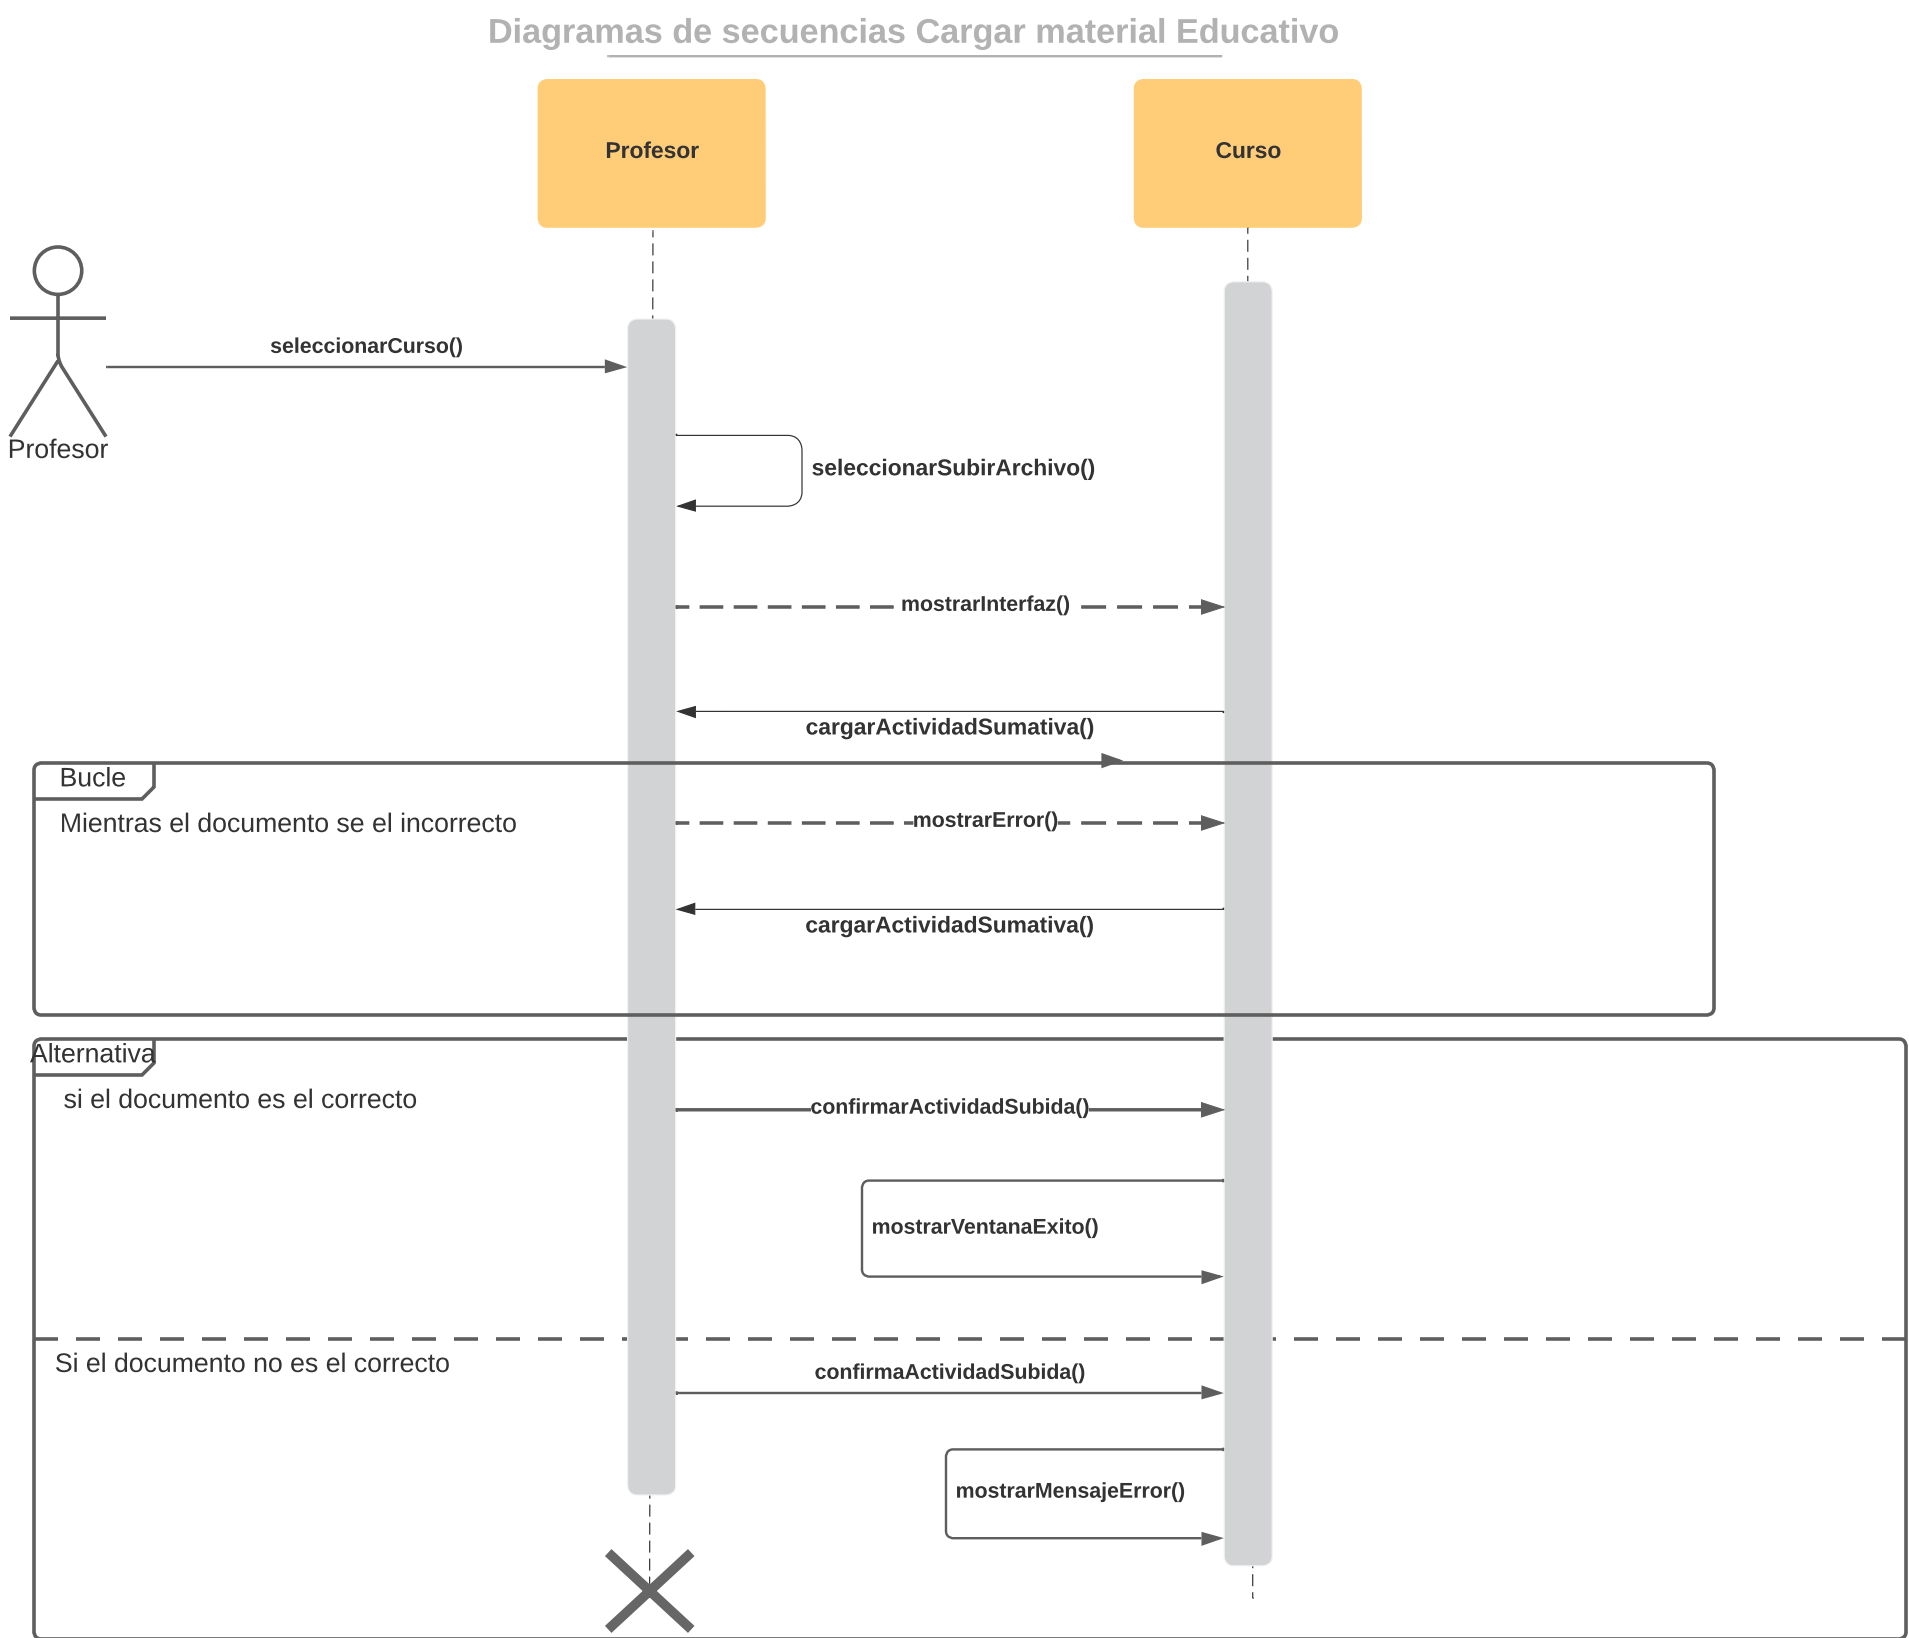 Diagramas de secuencias Cargar material Educativo
Profesor
Curso
seleccionarCurso()
Profesor
seleccionarSubirArchivo()
mostrarInterfaz()
cargarActividadSumativa()
Bucle
Mientras el documento se el incorrecto
mostrarError()
cargarActividadSumativa()
Alternativa
si el documento es el correcto
confirmarActividadSubida()
mostrarVentanaExito()
Si el documento no es el correcto
confirmaActividadSubida()
mostrarMensajeError()